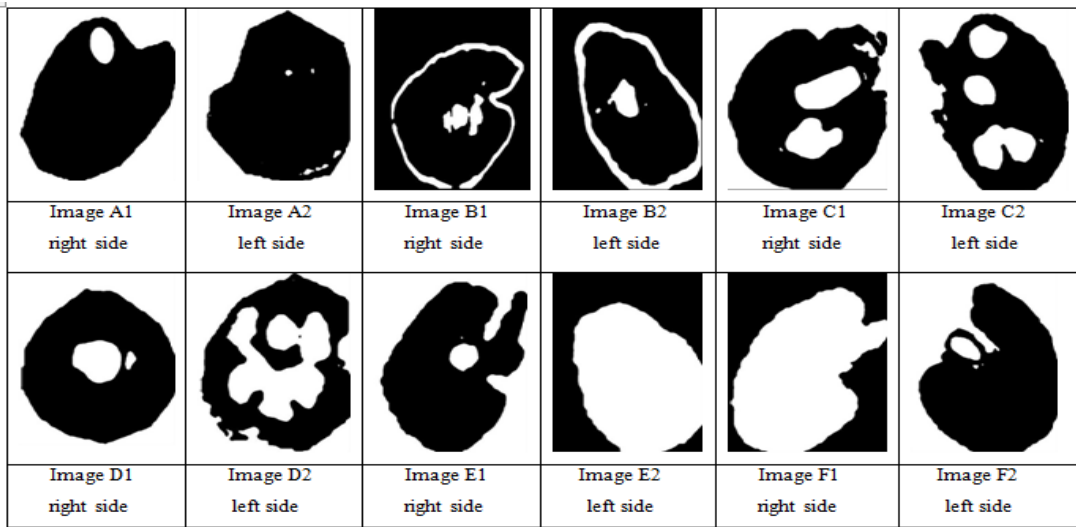 Image A1
right side
Image A2
left side
Image B1
right side
Image B2
left side
Image C1
right side
Image C2
left side
Image D1
right side
Image D2
left side
Image E1
right side
Image E2
left side
Image F1
right side
Image F2
left side